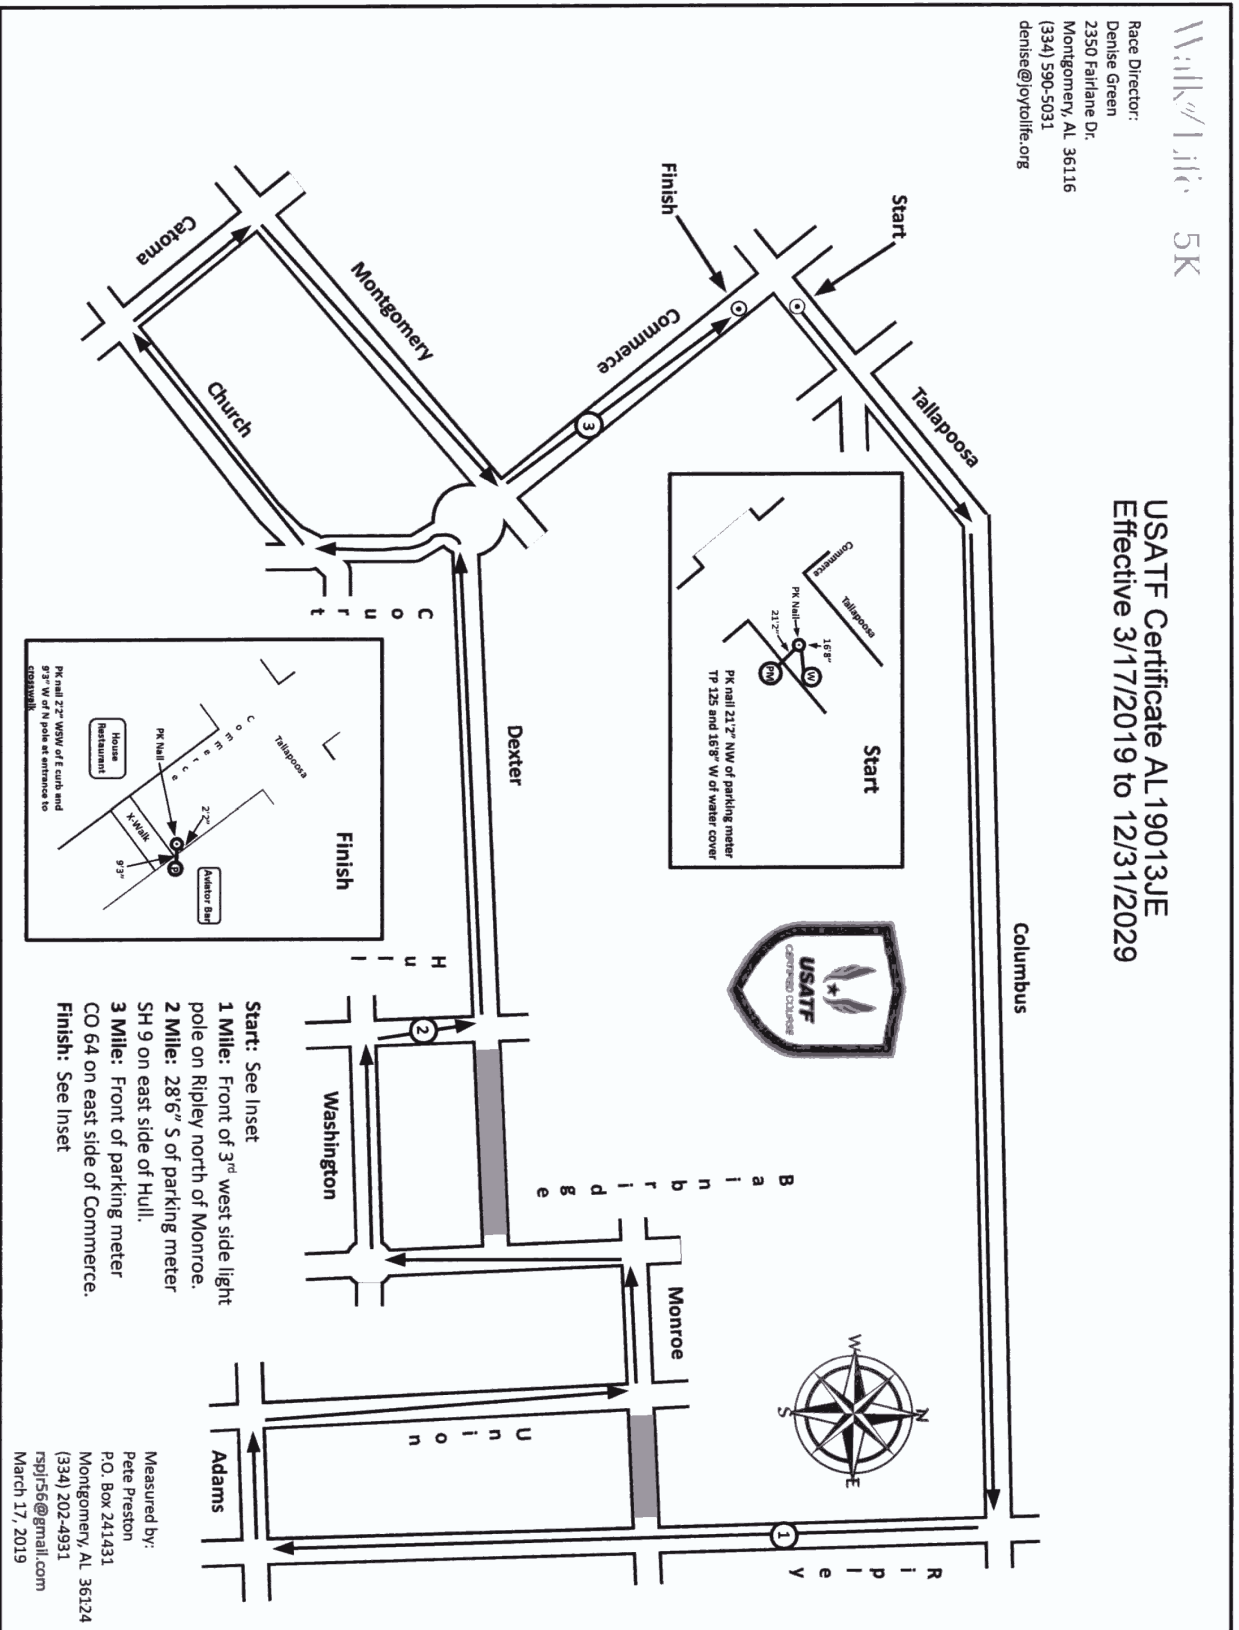 Walk of Life 5K
Race Director:
Denise Green
2350 Fairlane Dr.
Montgomery, AL 36116
(334) 590-5031
denise@joytolife.org
USATF Certificate AL19013JE
Effective 3/17/2019 to 12/31/2029
Start
Finish
Tallapoosa
Columbus
Commerce
3
Montgomery
Catoma
Church
Court
Dexter
Hull
2
Washington
Bainbridge
Monroe
Union
Adams
Ripley
1
N
E
S
W
USATF
CERTIFIED COURSE
Start
Commerce
Tallapoosa
PK Nail
16'8"
21'2"
W
PM
PK nail 21'2" NW of parking meter
TP 125 and 16'8" W of water cover
Finish
Tallapoosa
Commerce
Aviator Bar
2'2"
P
X-Walk
9'3"
PK Nail
House
Restaurant
PK nail 2'2" WSW of E curb and
9'3" W of N pole at entrance to
crosswalk
Start: See Inset
1 Mile: Front of 3rd west side light
pole on Ripley north of Monroe.
2 Mile: 28'6" S of parking meter
SH 9 on east side of Hull.
3 Mile: Front of parking meter
CO 64 on east side of Commerce.
Finish: See Inset
Measured by:
Pete Preston
P.O. Box 241431
Montgomery, AL 36124
(334) 202-4931
rspjr56@gmail.com
March 17, 2019